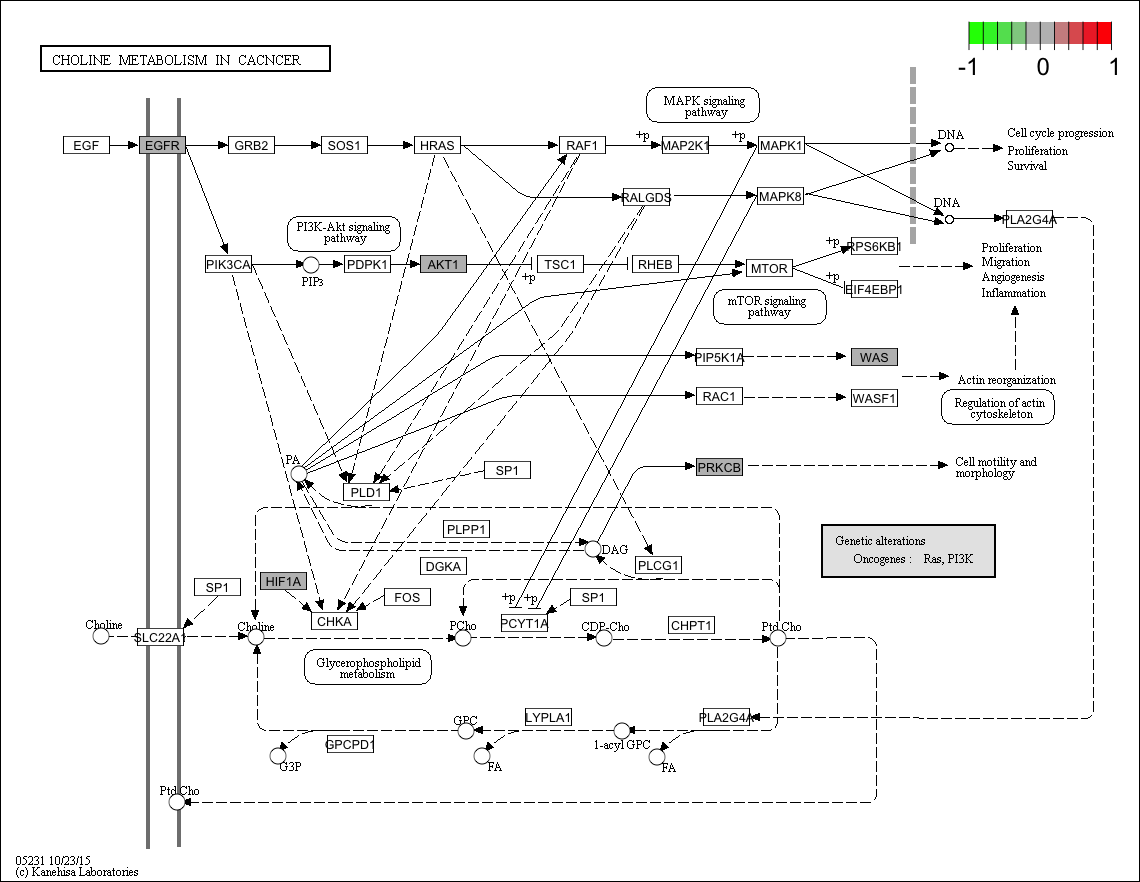 CHOLINE METABOLISM IN CACNCER
-1 0 1
MAPK signaling
pathway
EGF
EGFR
GRB2
SOS1
HRAS
RAF1
+p
MAP2K1
+p
MAPK1
DNA
Cell cycle progression
Proliferation
Survival
RALGDS
MAPK8
DNA
PLA2G4A
PI3K-Akt signaling
pathway
+p
RPS6KB1
Proliferation
Migration
Angiogenesis
Inflammation
PIK3CA
PIP3
PDPK1
AKT1
+p
TSC1
RHEB
MTOR
+p
EIF4EBP1
mTOR signaling
pathway
PIP5K1A
WAS
Actin reorganization
RAC1
WASF1
Regulation of actin
cytoskeleton
PA
PLD1
SP1
PRKCB
Cell motility and
morphology
PLPP1
DAG
DGKA
PLCG1
Genetic alterations
Oncogenes : Ras, PI3K
SP1
HIF1A
FOS
+p
+p
SP1
Choline
SLC22A1
Choline
CHKA
PCho
PCYT1A
CDP-Cho
CHPT1
Ptd Cho
Glycerophospholipid
metabolism
GPC
LYPLA1
PLA2G4A
GPCPD1
1-acyl GPC
G3P
FA
FA
Ptd Cho
05231 10/23/15
(c) Kanehisa Laboratories